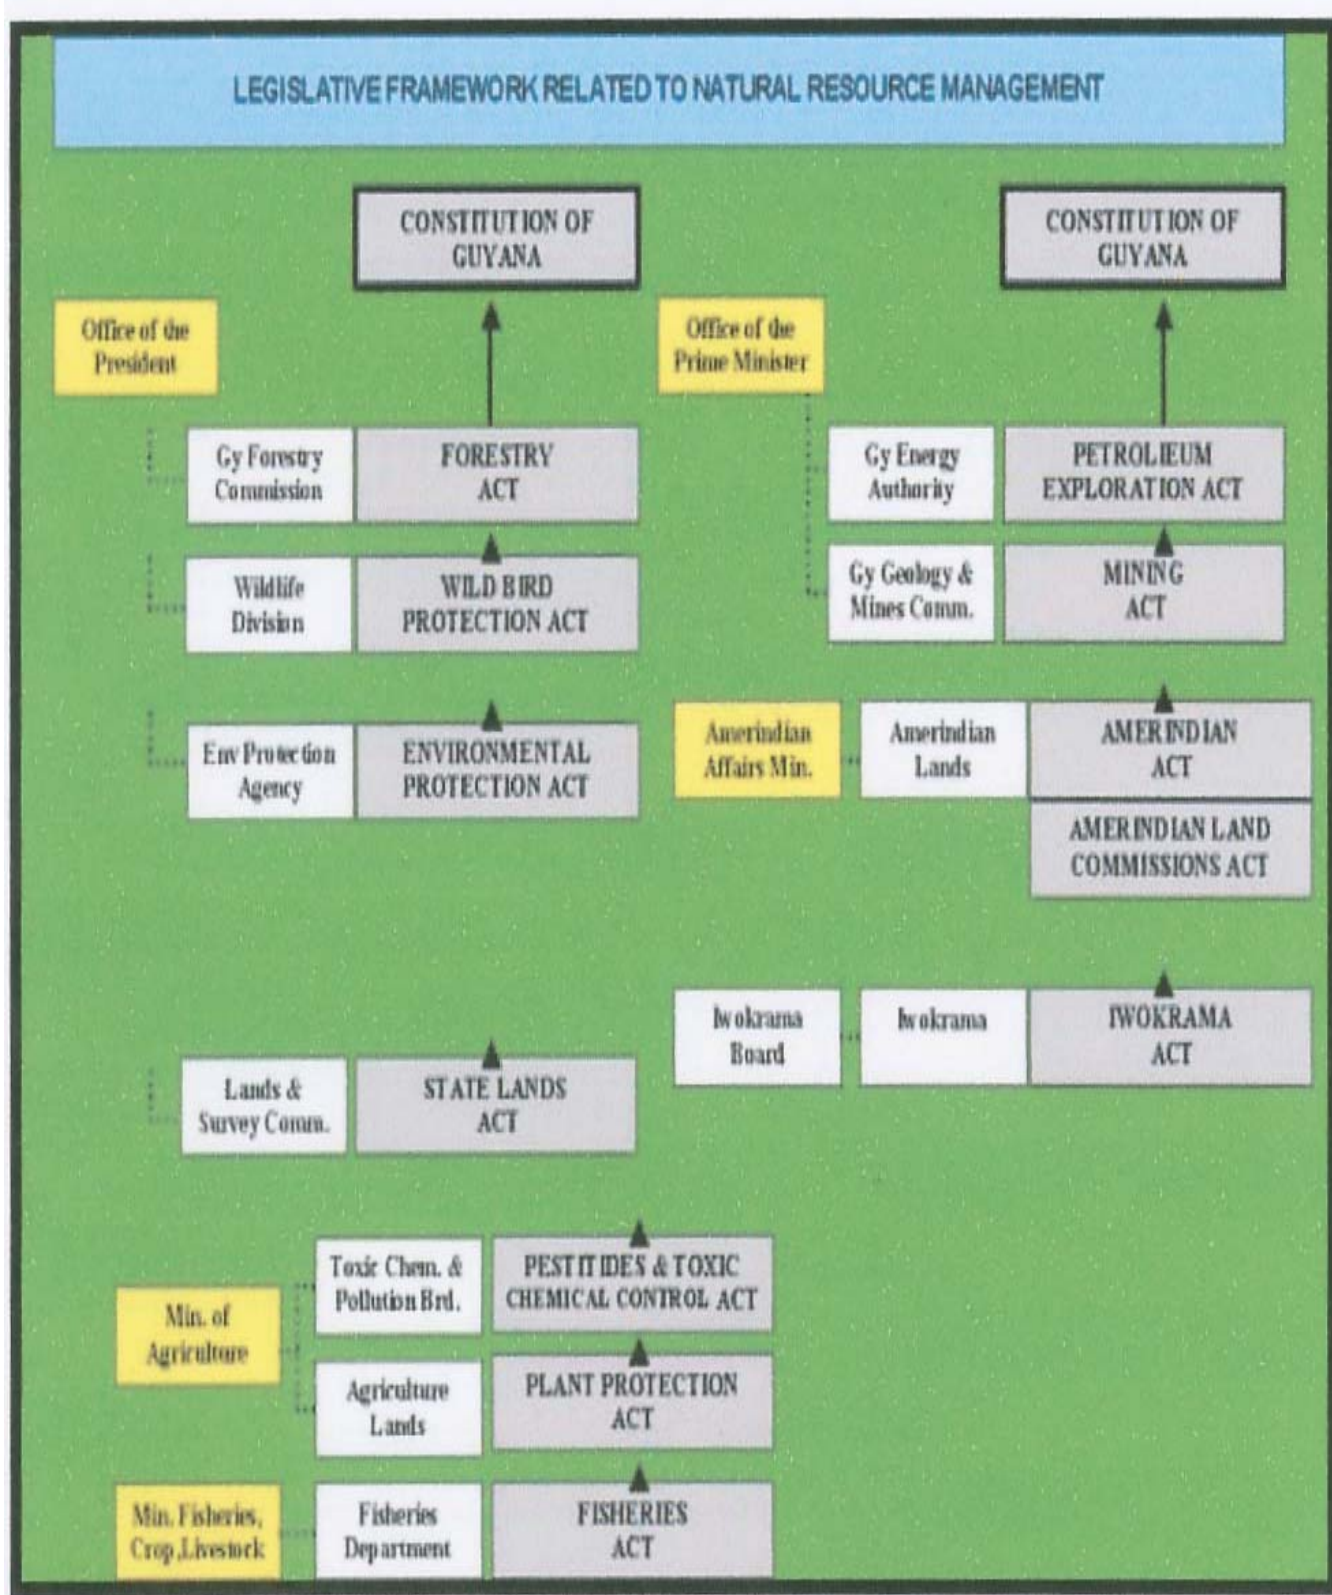 LEGISLATIVE FRAMEWORK RELATED TO NATURAL RESOURCE MANAGEMENT
CONSTITUTION OF
GUYANA
CONSTITUTION OF
GUYANA
Office of the
President
Office of the
Prime Minister
Gy Forestry
Commission
FORESTRY
ACT
Gy Energy
Authority
PETROLIEUM
EXPLORATION ACT
Wildlife
Division
WILD BIRD
PROTECTION ACT
Gy Geology &
Mines Comm.
MINING
ACT
Env Protection
Agency
ENVIRONMENTAL
PROTECTION ACT
Amerindian
Affairs Min.
Amerindian
Lands
AMERINDIAN
ACT
AMERINDIAN LAND
COMMISSIONS ACT
Iwokrama
Board
Iwokrama
IWOKRAMA
ACT
Lands &
Survey Comm.
STATE LANDS
ACT
Min. of
Agriculture
Toxic Chem. &
Pollution Brd.
PESTITIDES & TOXIC
CHEMICAL CONTROL ACT
Agriculture
Lands
PLANT PROTECTION
ACT
Min. Fisheries,
Crop,Livestock
Fisheries
Department
FISHERIES
ACT